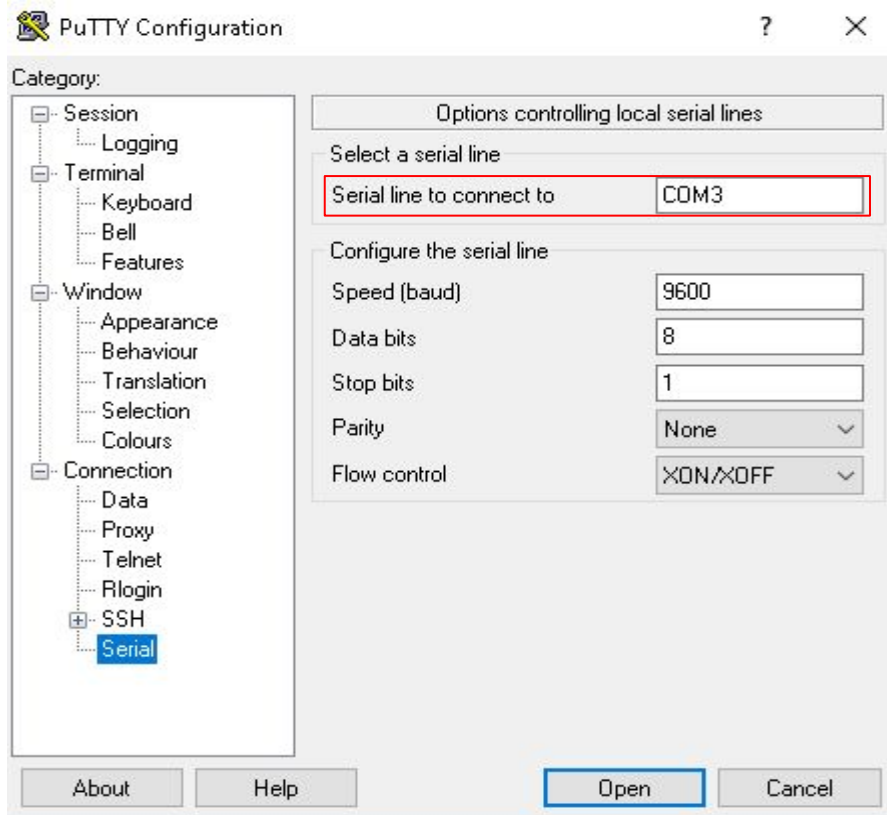 PuTTY Configuration
?
Category:
Session
Logging
Terminal
Keyboard
Bell
Features
Window
Appearance
Behaviour
Translation
Selection
Colours
Connection
Data
Proxy
Telnet
Rlogin
SSH
Serial
Options controlling local serial lines
Select a serial line
Serial line to connect to COM3
Configure the serial line
Speed (baud) 9600
Data bits 8
Stop bits 1
Parity None
Flow control XON/XOFF
About Help Open Cancel